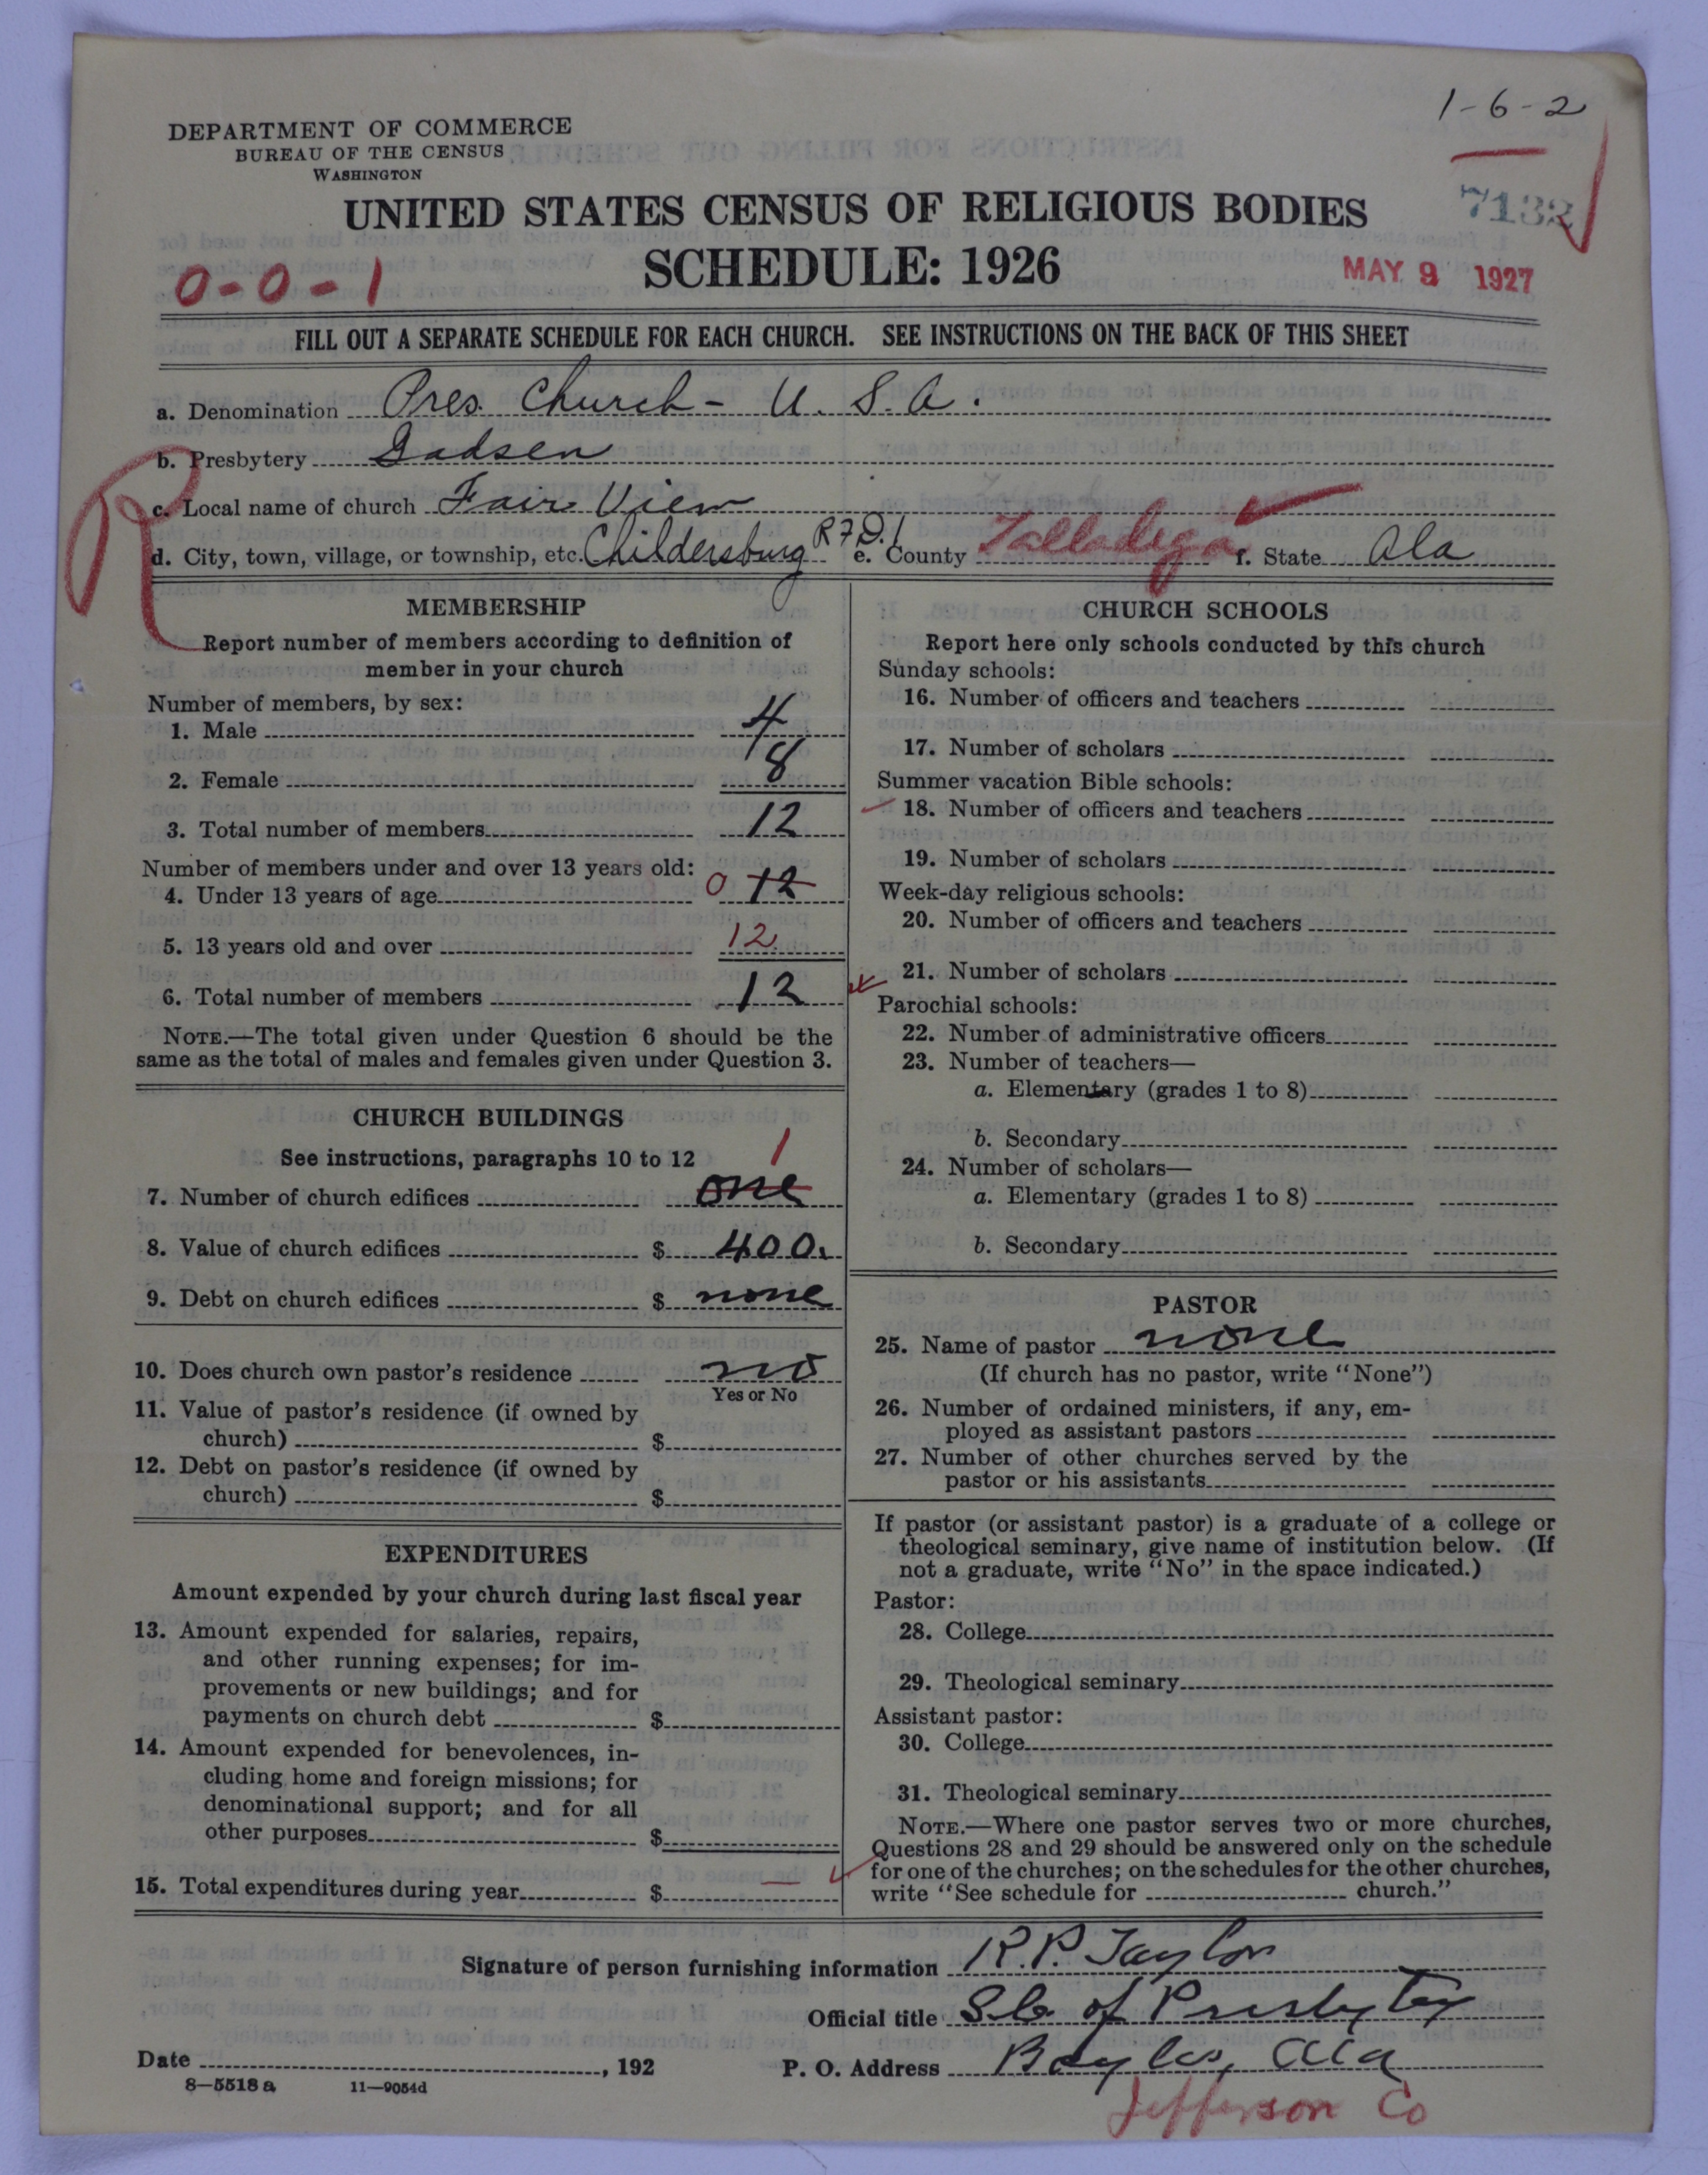 1-6-2
DEPARTMENT OF COMMERCE
BUREAU OF THE CENSUS
WASHINGTON
UNITED STATES CENSUS OF RELIGIOUS BODIES
7132
SCHEDULE: 1926
0-0-1
MAY 9 1927
FILL OUT A SEPARATE SCHEDULE FOR EACH CHURCH. SEE INSTRUCTIONS ON THE BACK OF THIS SHEET
a. Denomination Pres. Church - U. S. A.
b. Presbytery Gadsen
c. Local name of church Fair View
R
d. City, town, village, or township, etc. Childersburg R F D. 1 e. County Talladega f. State Ala
MEMBERSHIP
Report number of members according to definition of
member in your church
Number of members, by sex:
1. Male 4
2. Female 8
3. Total number of members 12
Number of members under and over 13 years old:
4. Under 13 years of age 0 12
5. 13 years old and over 12
6. Total number of members 12
NOTE.—The total given under Question 6 should be the
same as the total of males and females given under Question 3.
CHURCH BUILDINGS
See instructions, paragraphs 10 to 12
1
7. Number of church edifices one
8. Value of church edifices $ 400.
9. Debt on church edifices $ none
10. Does church own pastor's residence no
Yes or No
11. Value of pastor's residence (if owned by
church) $
12. Debt on pastor's residence (if owned by
church) $
EXPENDITURES
Amount expended by your church during last fiscal year
13. Amount expended for salaries, repairs,
and other running expenses; for im-
provements or new buildings; and for
payments on church debt $
14. Amount expended for benevolences, in-
cluding home and foreign missions; for
denominational support; and for all
other purposes $
15. Total expenditures during year $ —
CHURCH SCHOOLS
Report here only schools conducted by this church
Sunday schools:
16. Number of officers and teachers
17. Number of scholars
Summer vacation Bible schools:
18. Number of officers and teachers
19. Number of scholars
Week-day religious schools:
20. Number of officers and teachers
21. Number of scholars
Parochial schools:
22. Number of administrative officers
23. Number of teachers—
a. Elementary (grades 1 to 8)
b. Secondary
24. Number of scholars—
a. Elementary (grades 1 to 8)
b. Secondary
PASTOR
25. Name of pastor none
(If church has no pastor, write "None")
26. Number of ordained ministers, if any, em-
ployed as assistant pastors
27. Number of other churches served by the
pastor or his assistants
If pastor (or assistant pastor) is a graduate of a college or
theological seminary, give name of institution below. (If
not a graduate, write "No" in the space indicated.)
Pastor:
28. College
29. Theological seminary
Assistant pastor:
30. College
31. Theological seminary
NOTE.—Where one pastor serves two or more churches,
Questions 28 and 29 should be answered only on the schedule
for one of the churches; on the schedules for the other churches,
write "See schedule for church."
Signature of person furnishing information R. P. Taylor
Official title S. C. of Presbytery
Date , 192
P. O. Address Bayles, Ala
8—5518 a 11—9054d
Jefferson Co